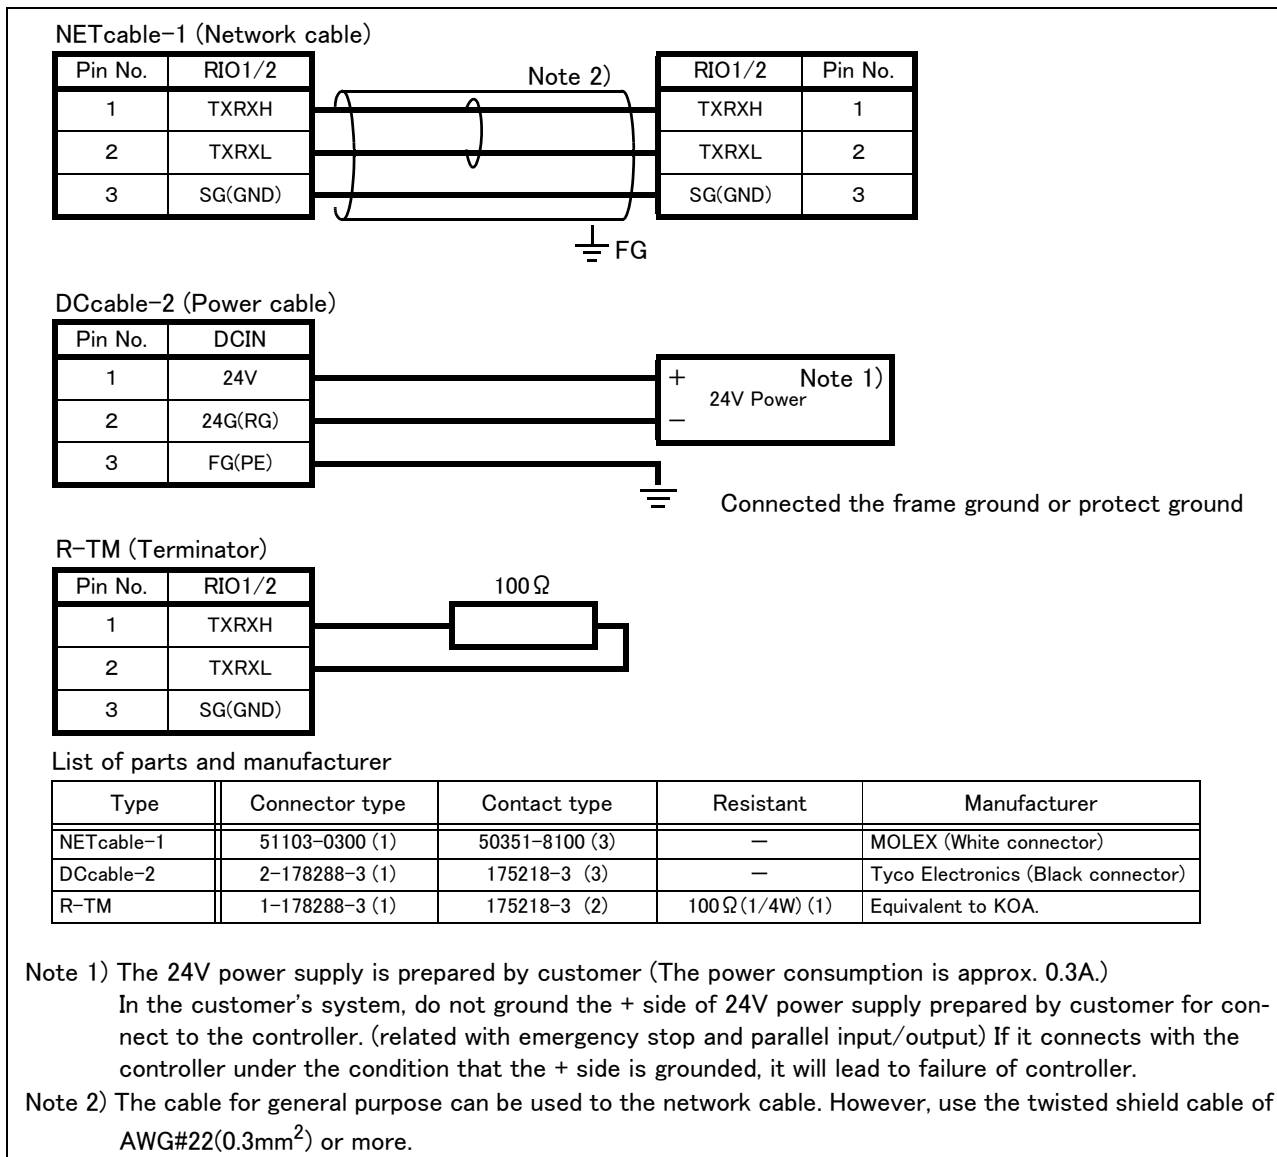 NETcable-1 (Network cable)
Pin No. RIO1/2 Note 2) RIO1/2 Pin No.
1 TXRXH TXRXH 1
2 TXRXL TXRXL 2
3 SG(GND) SG(GND) 3
FG
DCcable-2 (Power cable)
Pin No. DCIN
1 24V + Note 1)
24V Power
2 24G(RG) −
3 FG(PE)
Connected the frame ground or protect ground
R-TM (Terminator)
Pin No. RIO1/2 100Ω
1 TXRXH
2 TXRXL
3 SG(GND)
List of parts and manufacturer
Type Connector type Contact type Resistant Manufacturer
NETcable-1 51103-0300 (1) 50351-8100 (3) − MOLEX (White connector)
DCcable-2 2-178288-3 (1) 175218-3 (3) − Tyco Electronics (Black connector)
R-TM 1-178288-3 (1) 175218-3 (2) 100Ω(1/4W) (1) Equivalent to KOA.
Note 1) The 24V power supply is prepared by customer (The power consumption is approx. 0.3A.)
In the customer's system, do not ground the + side of 24V power supply prepared by customer for con-
nect to the controller. (related with emergency stop and parallel input/output) If it connects with the
controller under the condition that the + side is grounded, it will lead to failure of controller.
Note 2) The cable for general purpose can be used to the network cable. However, use the twisted shield cable of
AWG#22(0.3mm²) or more.